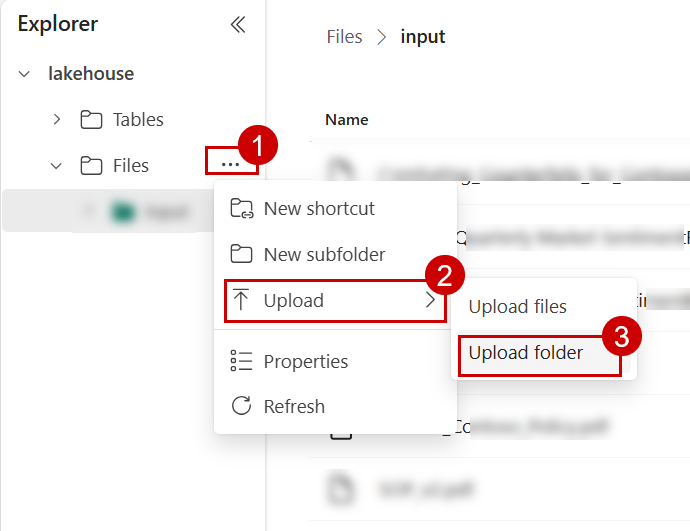 Explorer
lakehouse
Tables
Files
1
...
New shortcut
New subfolder
Upload
2
Properties
Refresh
Upload files
Upload folder
3
Files > input
Name